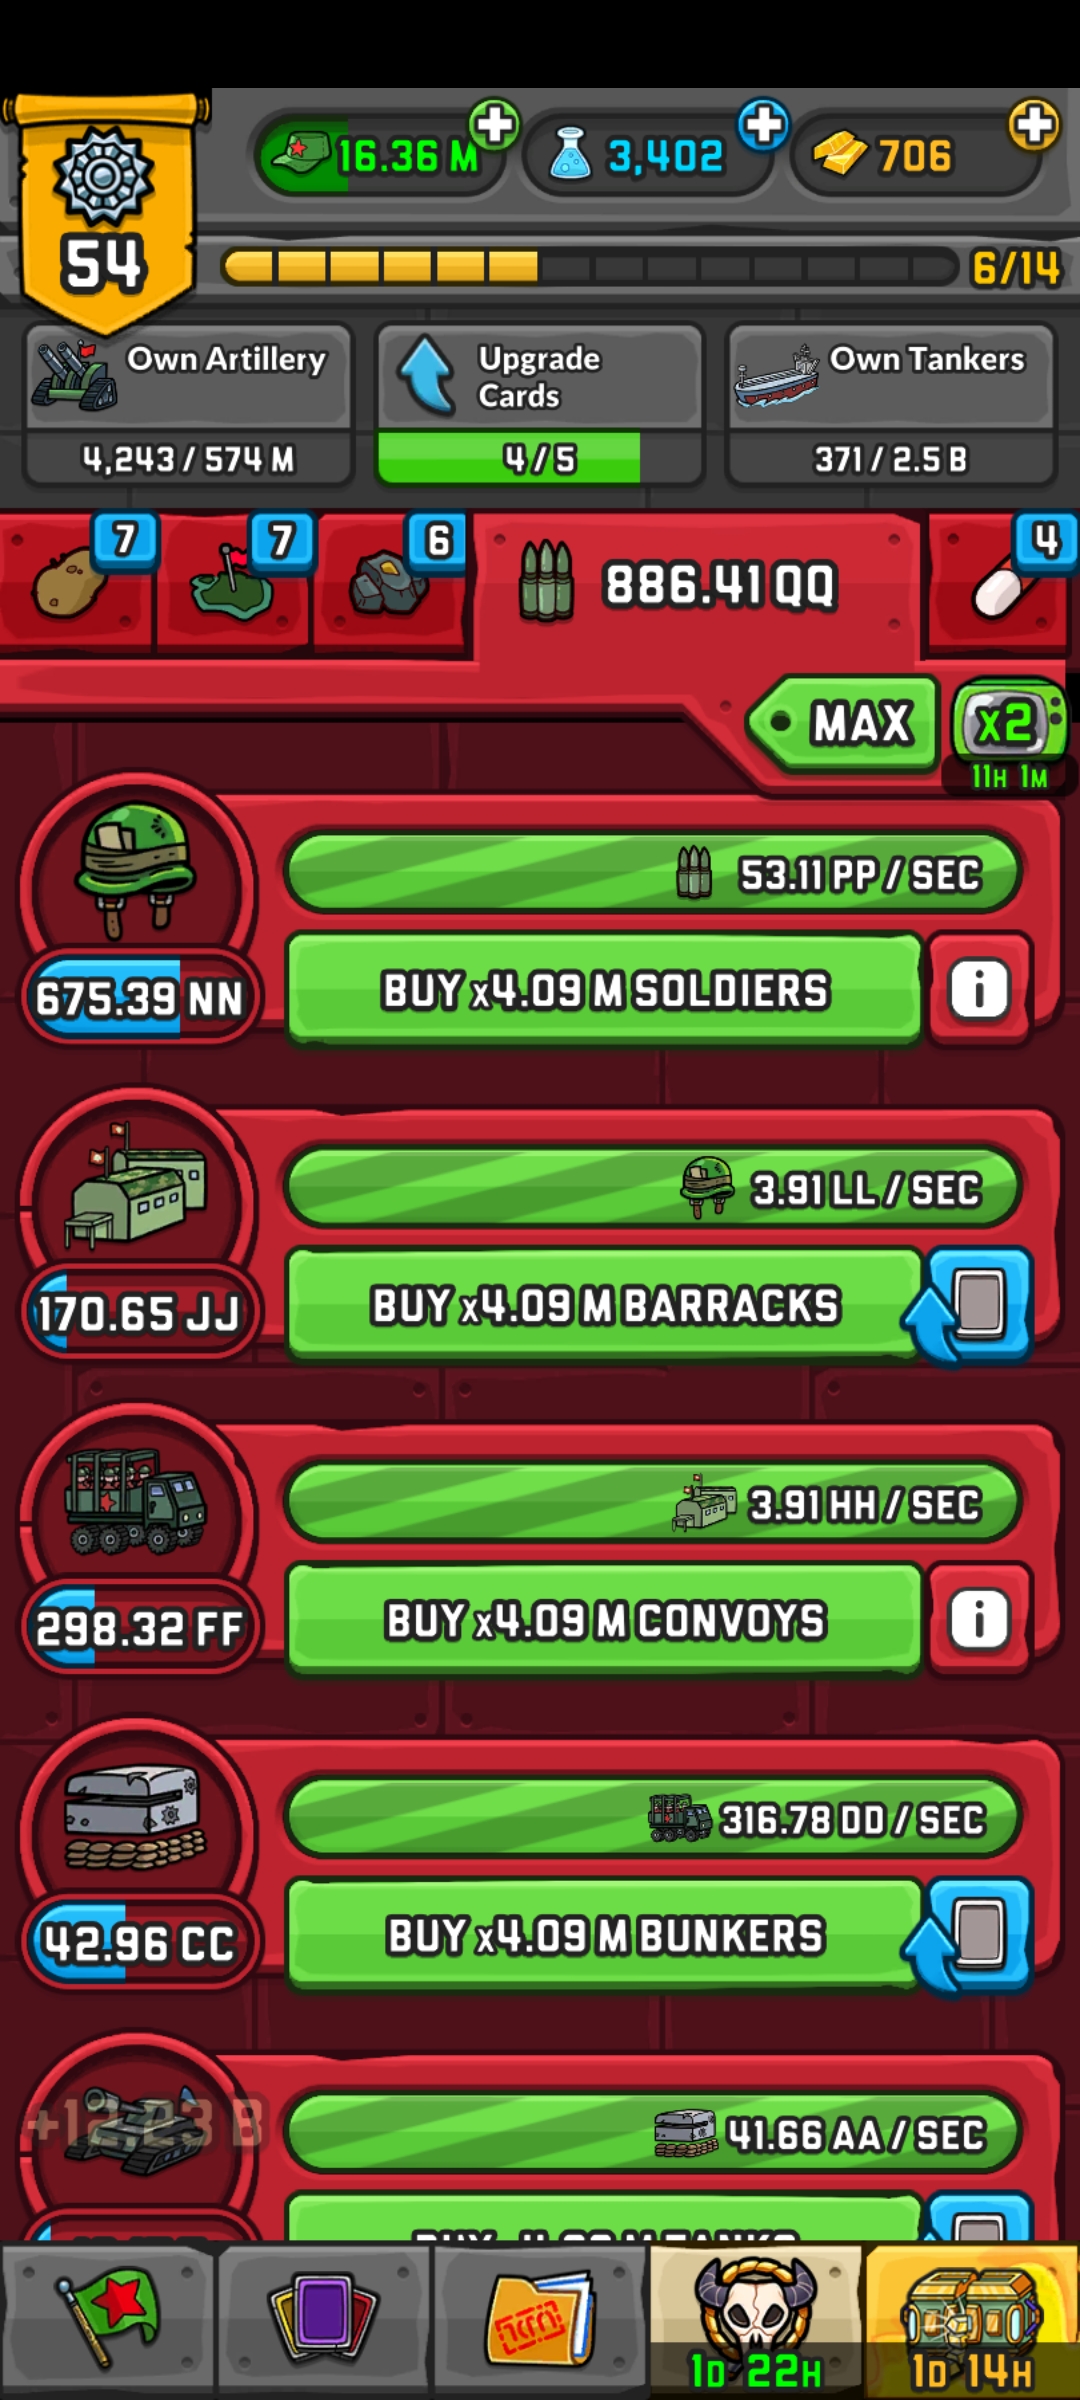 54
16.36 M
3,402
706
6/14
Own Artillery
4,243 / 574 M
Upgrade
Cards
4 / 5
Own Tankers
371 / 2.5 B
7
7
6
886.41 QQ
4
MAX
x2
11H 1M
53.11 PP / SEC
675.39 NN
BUY x4.09 M SOLDIERS
i
3.91 LL / SEC
170.65 JJ
BUY x4.09 M BARRACKS
3.91 HH / SEC
298.32 FF
BUY x4.09 M CONVOYS
i
316.78 DD / SEC
42.96 CC
BUY x4.09 M BUNKERS
41.66 AA / SEC
BUY x4.09 M TANKS
1D 22H
1D 14H